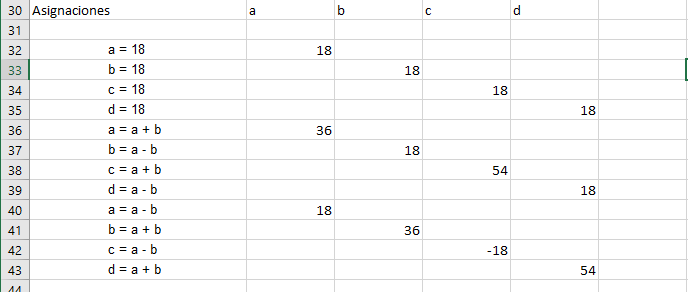 30 Asignaciones a b c d
31
32 a = 18 18
33 b = 18 18
34 c = 18 18
35 d = 18 18
36 a = a + b 36
37 b = a - b 18
38 c = a + b 54
39 d = a - b 18
40 a = a - b 18
41 b = a + b 36
42 c = a - b -18
43 d = a + b 54
44